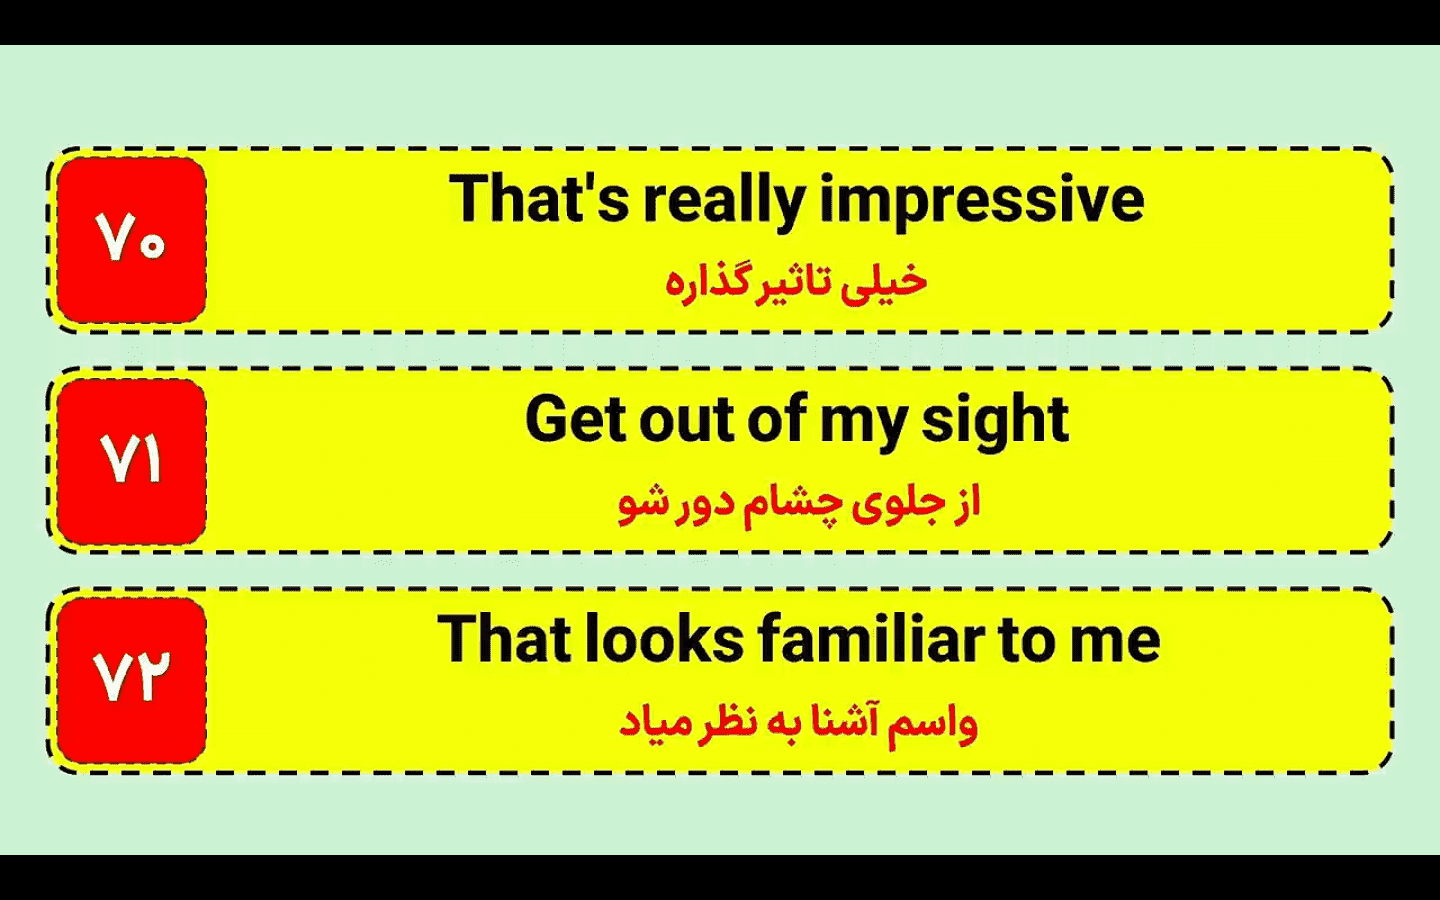 ۷۰
That's really impressive
خیلی تاثیرگذاره
۷۱
Get out of my sight
از جلوی چشام دور شو
۷۲
That looks familiar to me
واسم آشنا به نظر میاد